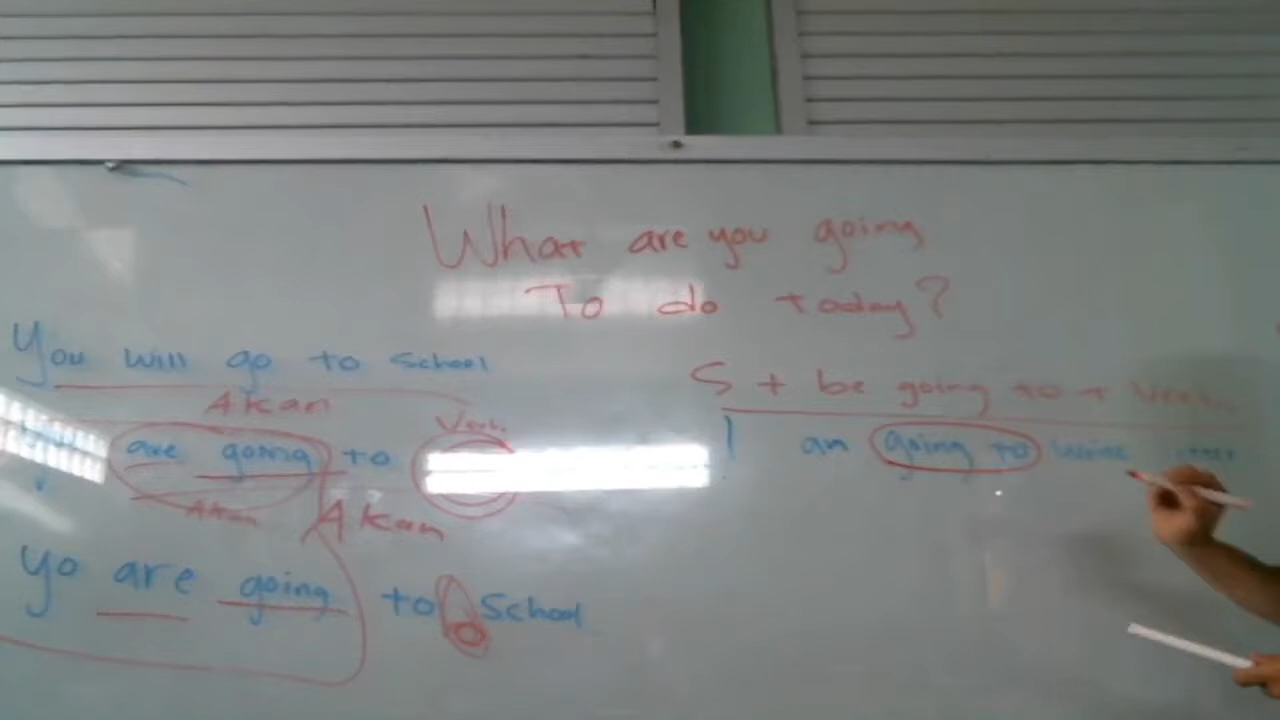 What are you going
To do today?
You will go to School
Akan
Verb
are going to
Akan
Akan
yo are going to School
S + be going to + Verb
I am going to